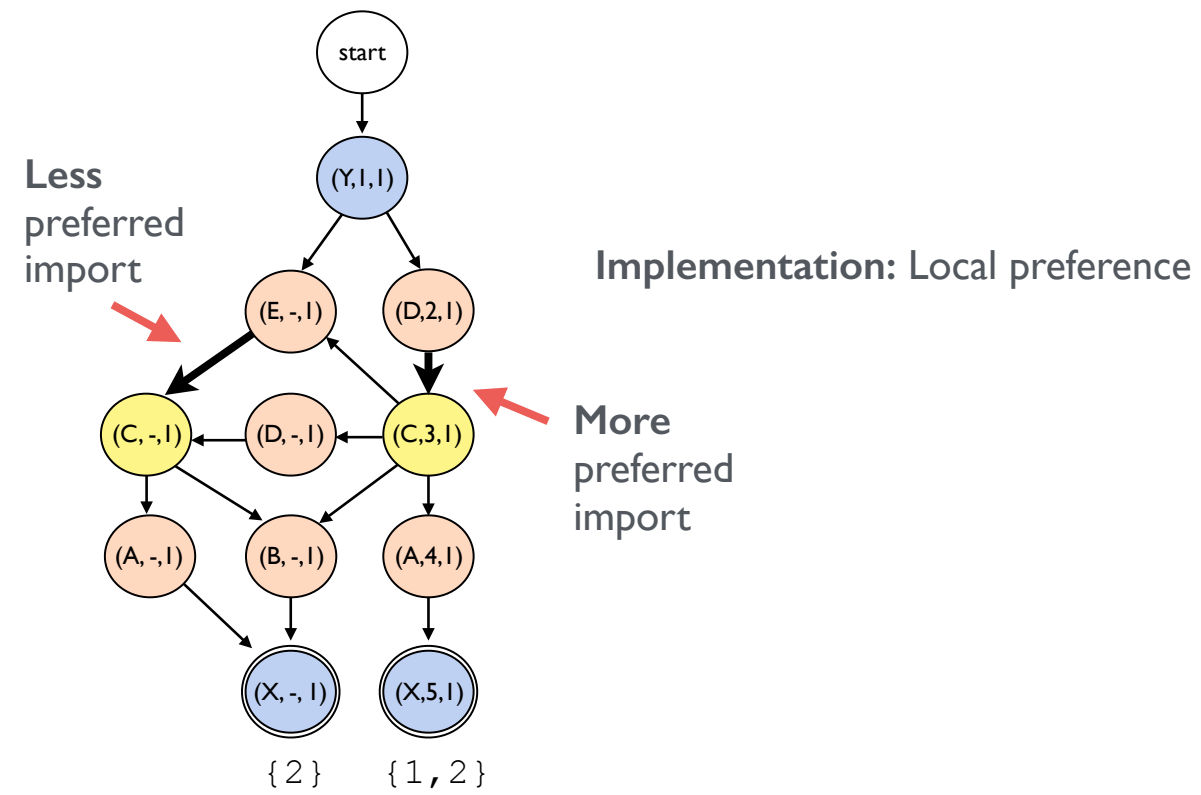 start
(Y,1,1)
Less
preferred
import
Implementation: Local preference
(E, -,1)
(D,2,1)
(C, -,1)
(D, -,1)
(C,3,1)
More
preferred
import
(A, -,1)
(B, -,1)
(A,4,1)
(X, -, 1)
(X,5,1)
{2}
{1,2}